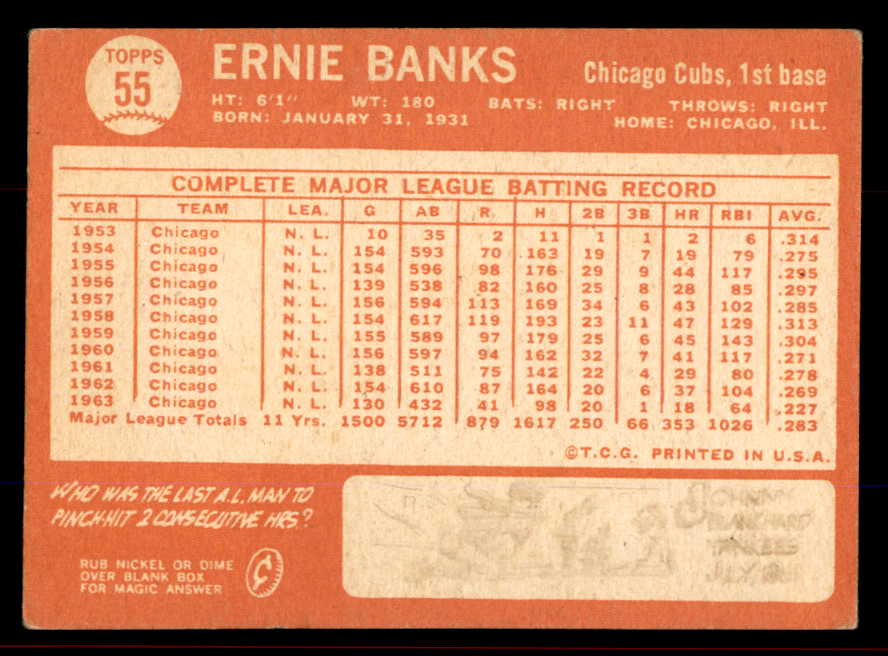 TOPPS
55
ERNIE BANKS
Chicago Cubs, 1st base
HT: 6'1" WT: 180 BATS: RIGHT THROWS: RIGHT
BORN: JANUARY 31, 1931 HOME: CHICAGO, ILL.
COMPLETE MAJOR LEAGUE BATTING RECORD
YEAR TEAM LEA. G AB R H 2B 3B HR RBI AVG.
1953 Chicago N. L. 10 35 2 11 1 1 2 6 .314
1954 Chicago N. L. 154 593 70 .163 19 7 19 79 .275
1955 Chicago N. L. 154 596 98 176 29 9 44 117 .295
1956 Chicago N. L. 139 538 82 160 25 8 28 85 .297
1957 Chicago N. L. 156 594 113 169 34 6 43 102 .285
1958 Chicago N. L. 154 617 119 193 23 11 47 129 .313
1959 Chicago N. L. 155 589 97 179 25 6 45 143 .304
1960 Chicago N. L. 156 597 94 162 32 7 41 117 .271
1961 Chicago N. L. 138 511 75 142 22 4 29 80 .278
1962 Chicago N. L. 154 610 87 164 20 6 37 104 .269
1963 Chicago N. L. 130 432 41 98 20 1 18 64 .227
Major League Totals 11 Yrs. 1500 5712 879 1617 250 66 353 1026 .283
©T.C.G. PRINTED IN U.S.A.
WHO WAS THE LAST A.L. MAN TO
PINCH-HIT 2 CONSECUTIVE HRS.?
RUB NICKEL OR DIME
OVER BLANK BOX
FOR MAGIC ANSWER
¢
JOHNNY
BLANCHARD
YANKEES